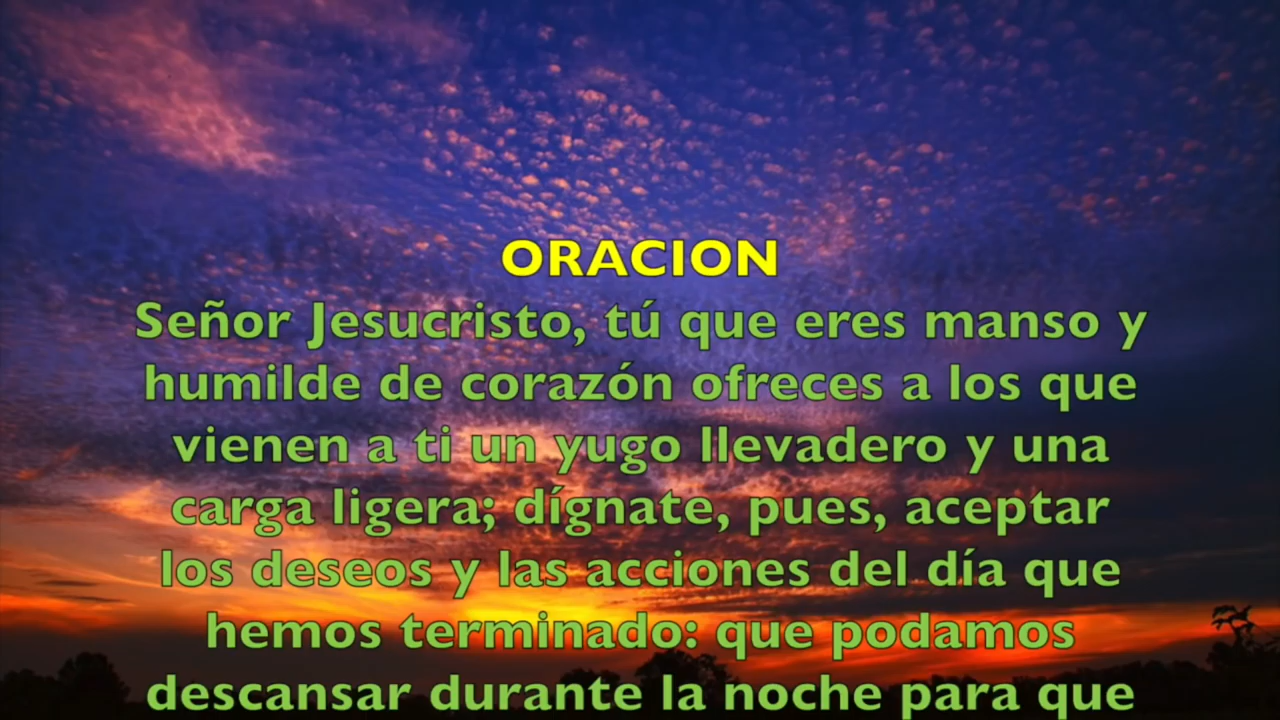 ORACION
Señor Jesucristo, tú que eres manso y
humilde de corazón ofreces a los que
vienen a ti un yugo llevadero y una
carga ligera; dígnate, pues, aceptar
los deseos y las acciones del día que
hemos terminado: que podamos
descansar durante la noche para que